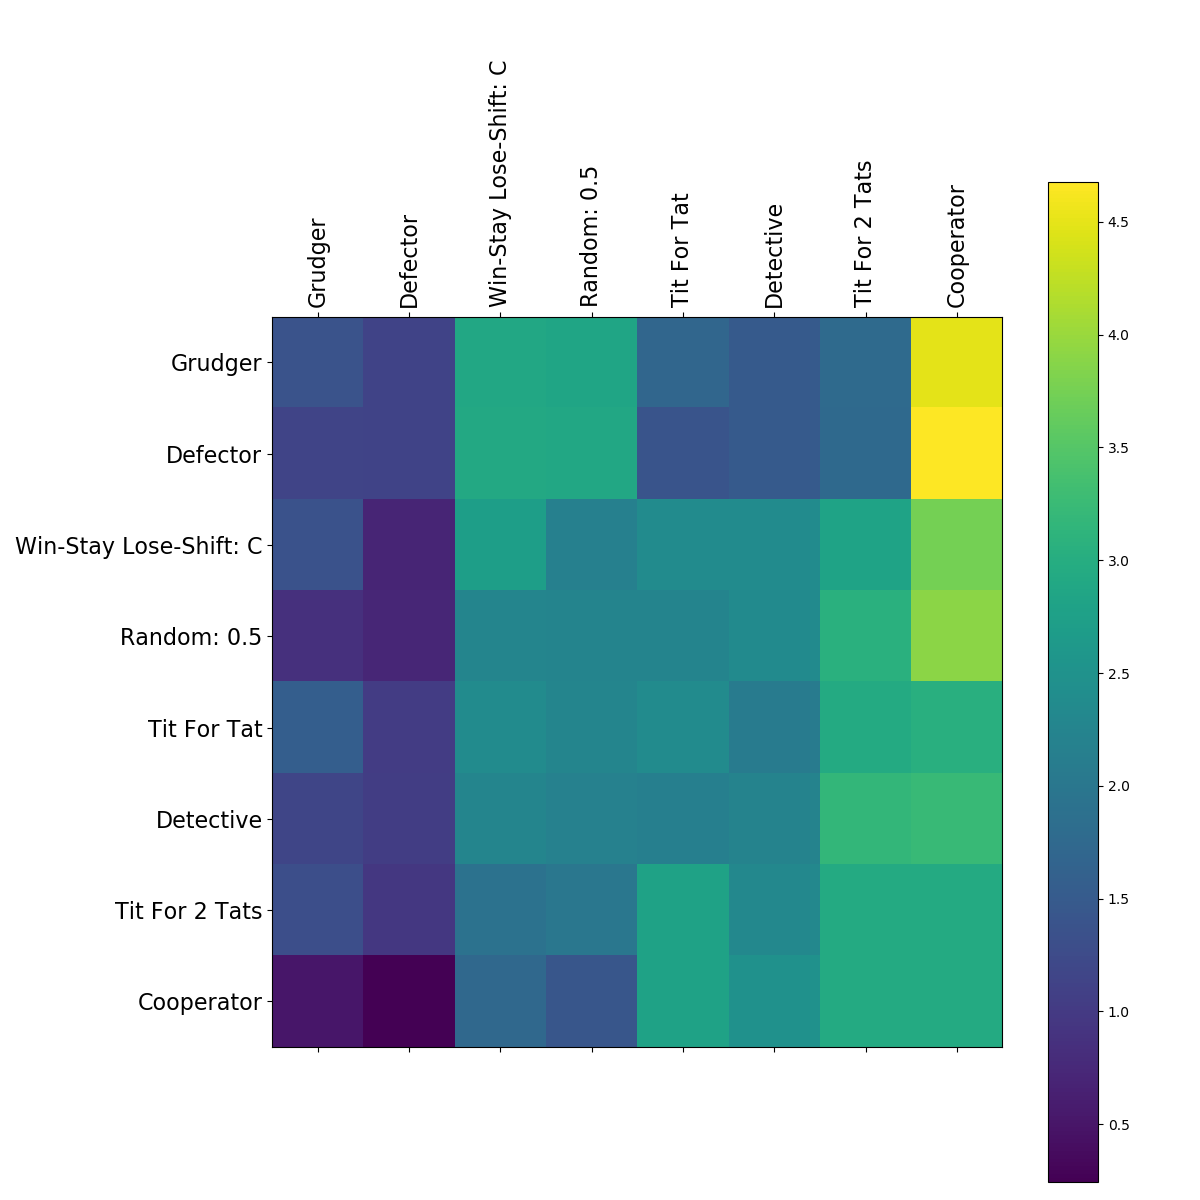 Grudger
Defector
Win-Stay Lose-Shift: C
Random: 0.5
Tit For Tat
Detective
Tit For 2 Tats
Cooperator
Grudger
Defector
Win-Stay Lose-Shift: C
Random: 0.5
Tit For Tat
Detective
Tit For 2 Tats
Cooperator
4.5
4.0
3.5
3.0
2.5
2.0
1.5
1.0
0.5